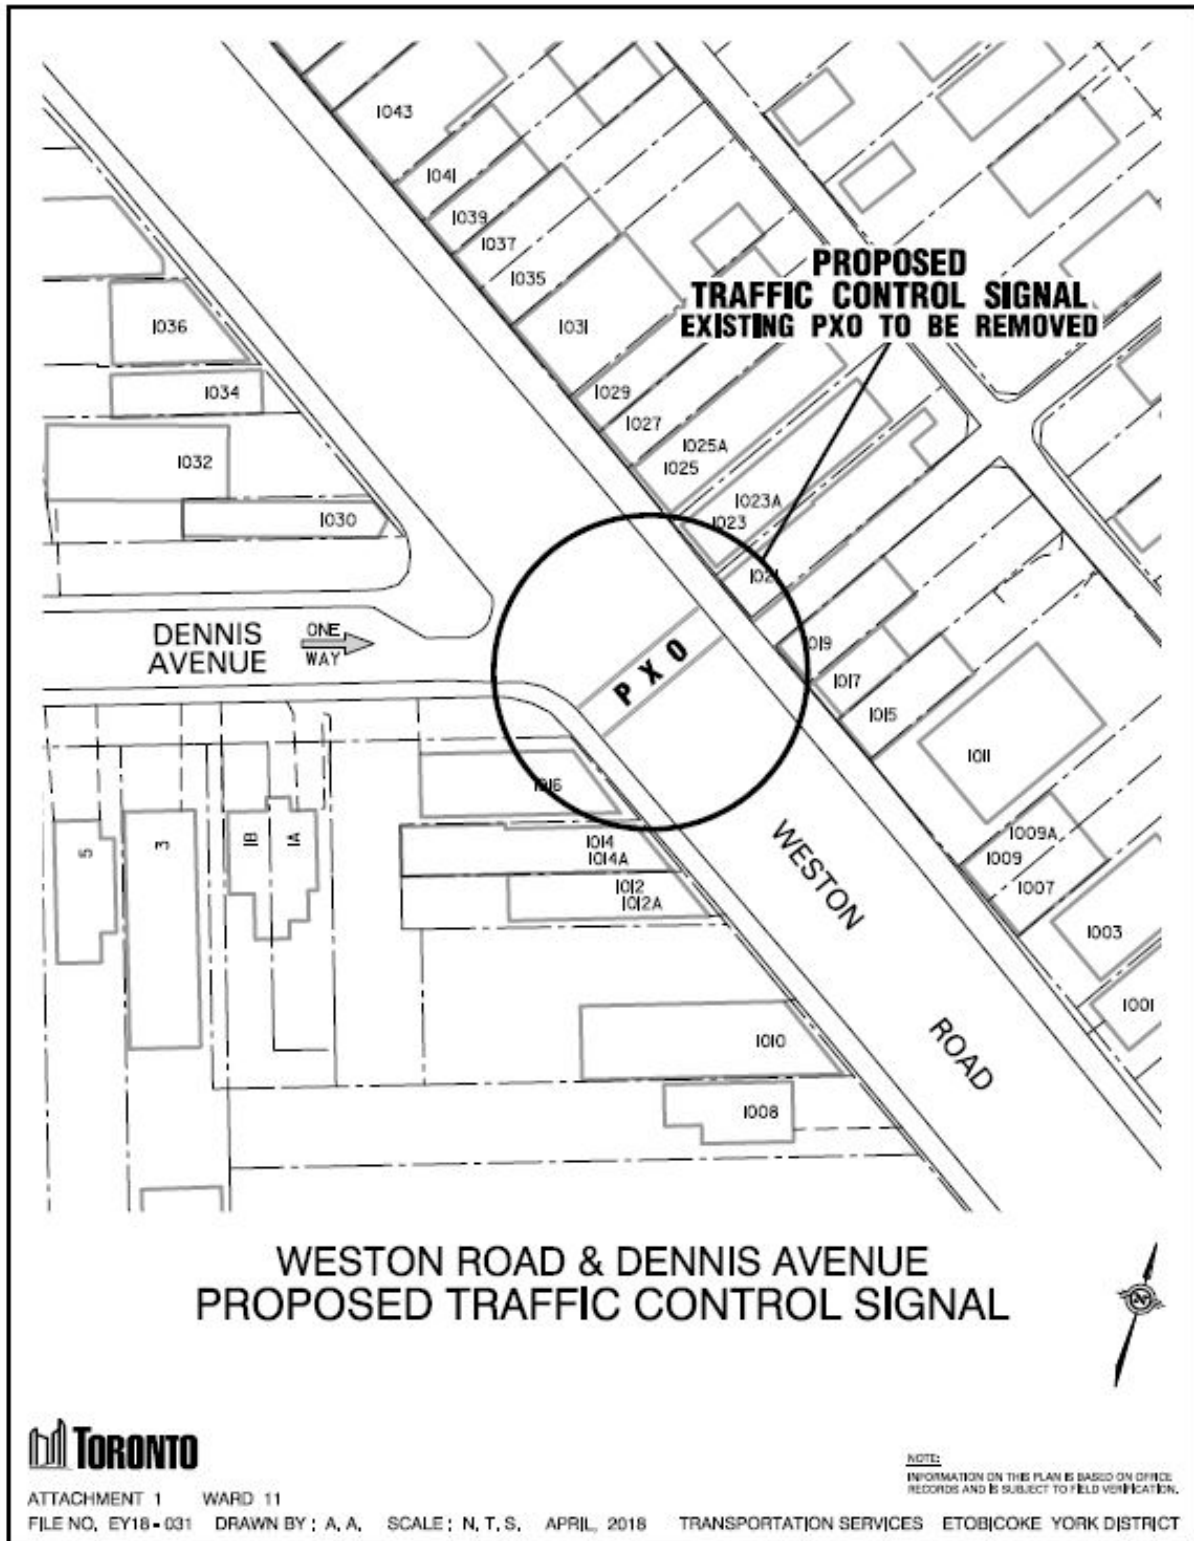 1043
1041
1039
1037
1035
1031
1029
1027
1025A
1025
1023A
1023
1021
1019
1017
1015
1011
1009A
1009
1007
1003
1001
PROPOSED
TRAFFIC CONTROL SIGNAL
EXISTING PXO TO BE REMOVED
1036
1034
1032
1030
DENNIS
AVENUE
ONE
WAY
PXO
1016
1014
1014A
1012
1012A
1010
1008
5
3
1B
1A
WESTON
ROAD
WESTON ROAD & DENNIS AVENUE
PROPOSED TRAFFIC CONTROL SIGNAL
N
TORONTO
NOTE:
INFORMATION ON THIS PLAN IS BASED ON OFFICE
RECORDS AND IS SUBJECT TO FIELD VERIFICATION.
ATTACHMENT 1 WARD 11
FILE NO. EY18-031 DRAWN BY: A.A. SCALE: N.T.S. APRIL, 2018 TRANSPORTATION SERVICES ETOBICOKE YORK DISTRICT